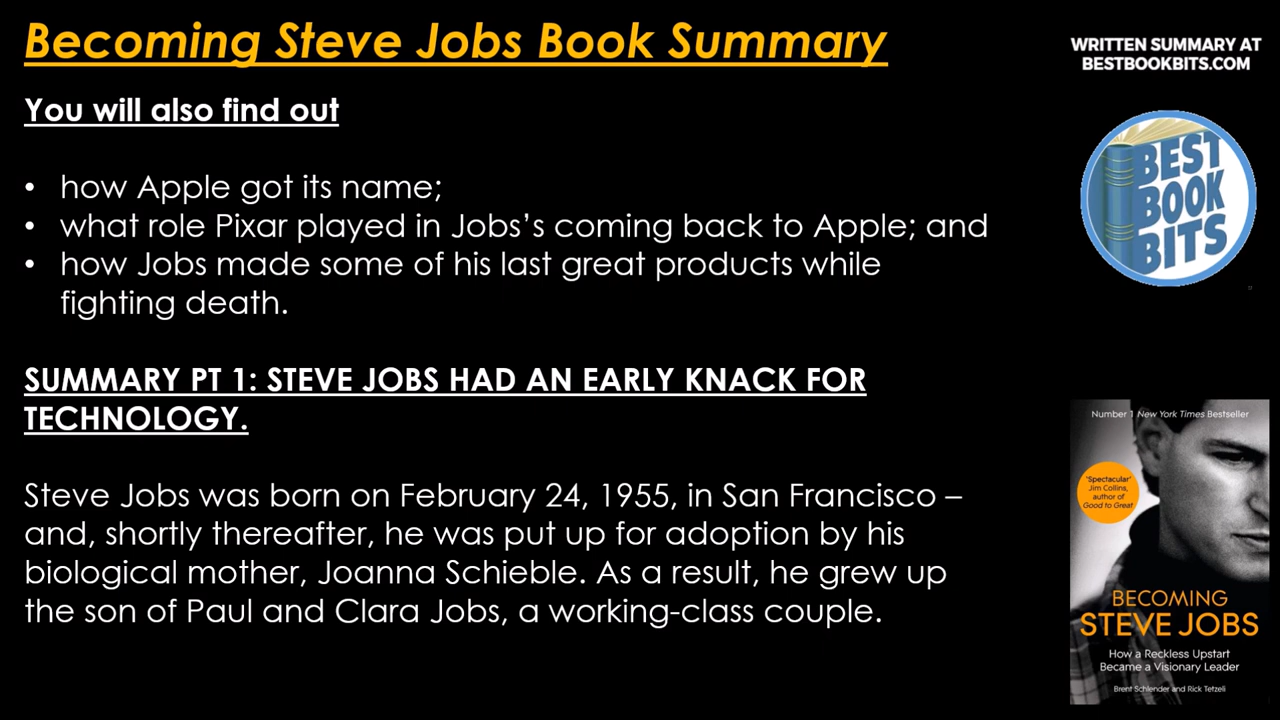 Becoming Steve Jobs Book Summary
WRITTEN SUMMARY AT
BESTBOOKBITS.COM
You will also find out
• how Apple got its name;
• what role Pixar played in Jobs’s coming back to Apple; and
• how Jobs made some of his last great products while
fighting death.
SUMMARY PT 1: STEVE JOBS HAD AN EARLY KNACK FOR
TECHNOLOGY.
Steve Jobs was born on February 24, 1955, in San Francisco –
and, shortly thereafter, he was put up for adoption by his
biological mother, Joanna Schieble. As a result, he grew up
the son of Paul and Clara Jobs, a working-class couple.
BEST
BOOK
BITS
Number 1 New York Times Bestseller
'Spectacular'
Jim Collins,
author of
Good to Great
BECOMING
STEVE JOBS
How a Reckless Upstart
Became a Visionary Leader
Brent Schlender and Rick Tetzeli